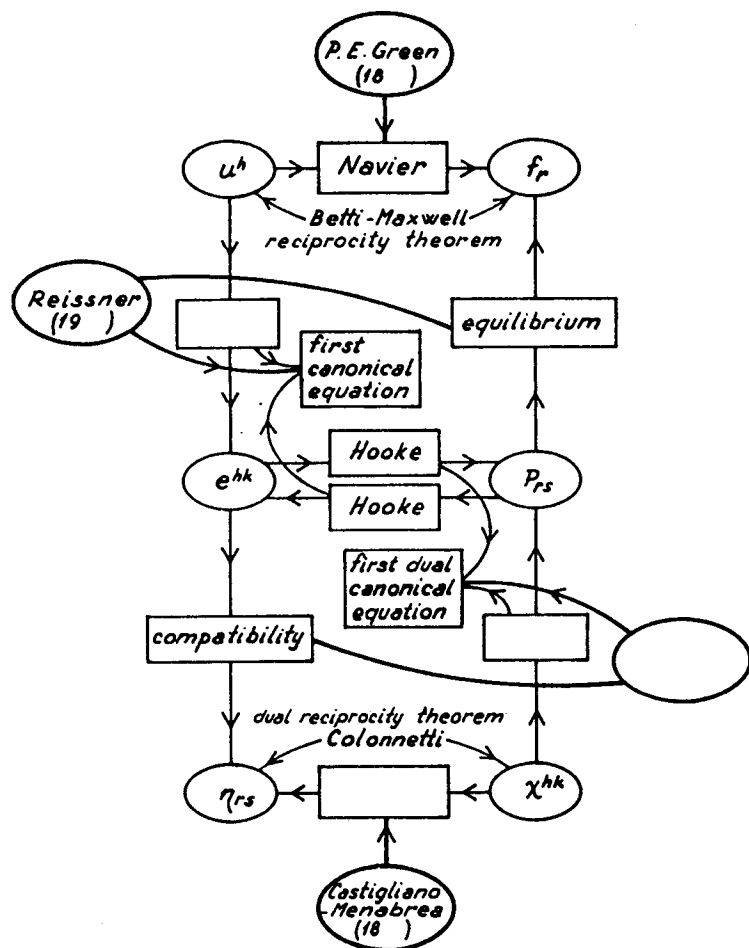 P.E. Green
(18    )
u^h
Navier
f_r
Betti-Maxwell
reciprocity theorem
Reissner
(19    )
equilibrium
first
canonical
equation
Hooke
e^hk
p_rs
Hooke
first dual
canonical
equation
compatibility
dual reciprocity theorem
Colonnetti
η_rs
χ^hk
Castigliano
-Menabrea
(18    )